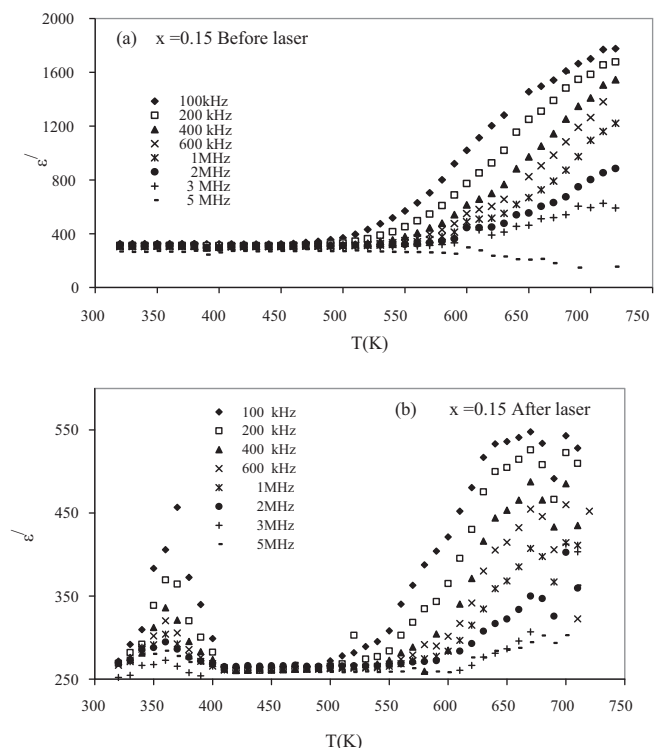 (a) x =0.15 Before laser
2000
1600
1200
800
400
0
ε/
100kHz
200 kHz
400 kHz
600 kHz
1MHz
2MHz
3 MHz
5 MHz
300 350 400 450 500 550 600 650 700 750
T(K)
(b) x =0.15 After laser
550
450
350
250
ε/
100 kHz
200 kHz
400 kHz
600 kHz
1MHz
2MHz
3MHz
5MHz
300 350 400 450 500 550 600 650 700 750
T(K)